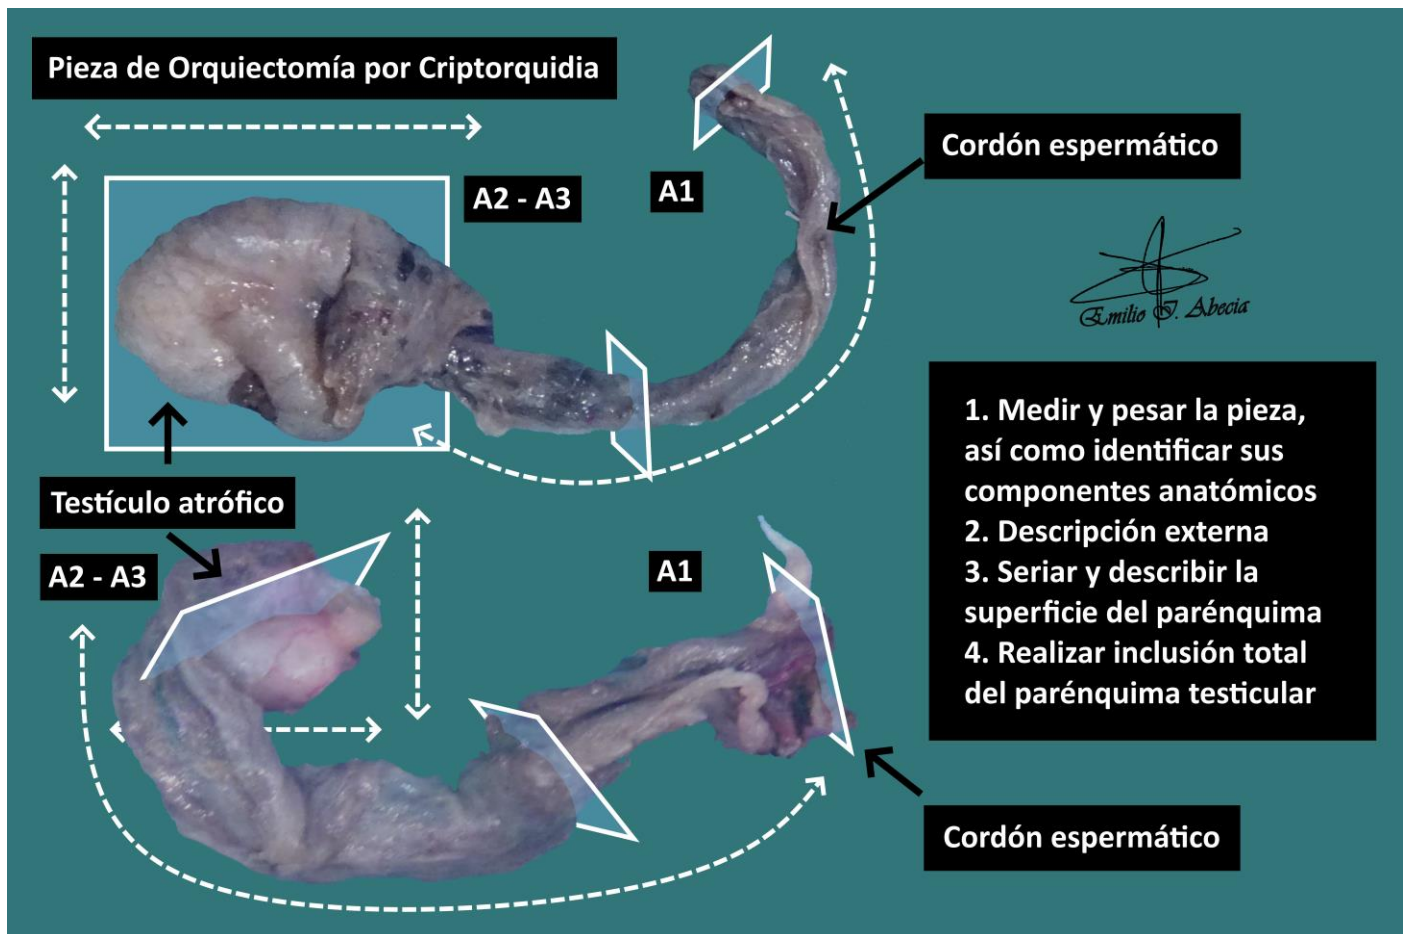 Pieza de Orquiectomía por Criptorquidia
A2 - A3
A1
Cordón espermático
Emilio J. Abecia
Testículo atrófico
A2 - A3
A1
1. Medir y pesar la pieza,
así como identificar sus
componentes anatómicos
2. Descripción externa
3. Seriar y describir la
superficie del parénquima
4. Realizar inclusión total
del parénquima testicular
Cordón espermático